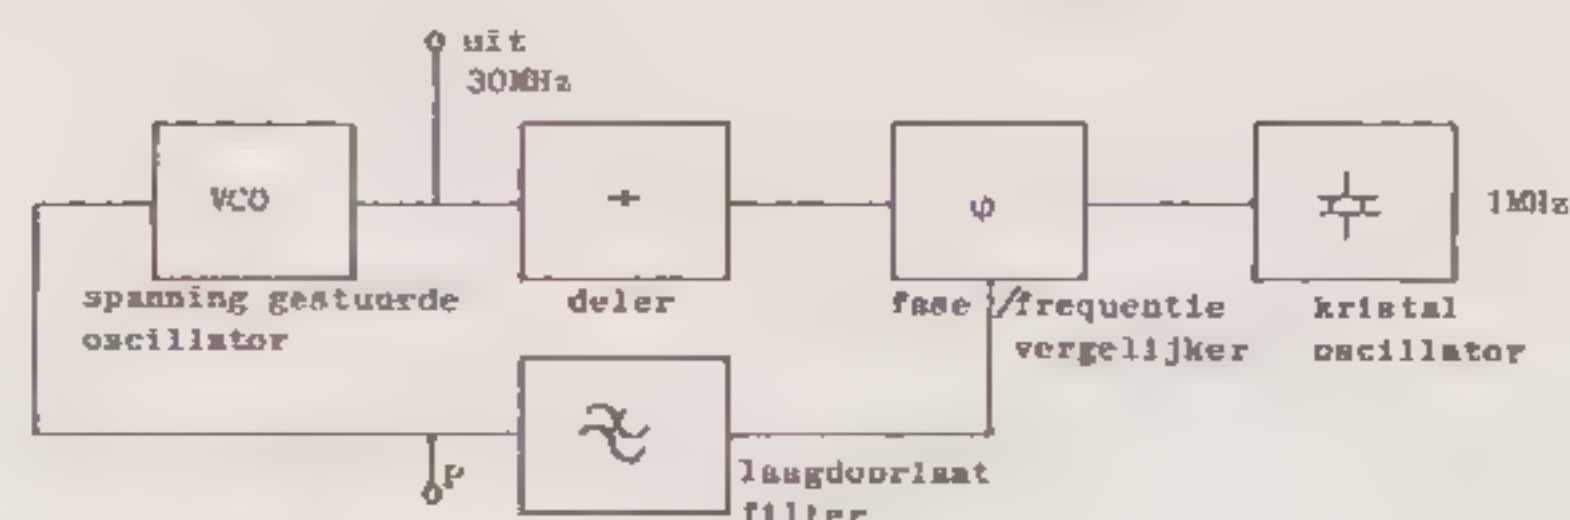 uit
30MHz
VCO
÷
φ
1MHz
spanning gestuurde
oscillator
deler
fase /frequentie
vergelijker
kristal
oscillator
P
laagdoorlaat
filter